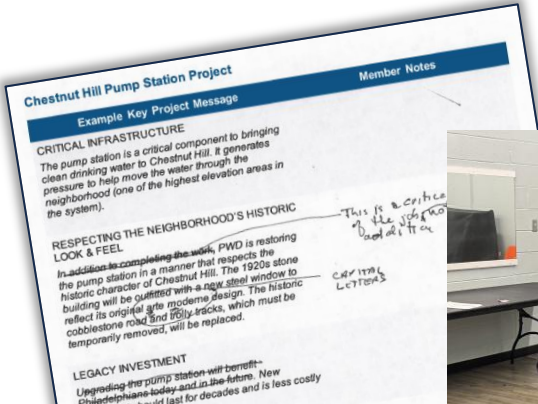 Chestnut Hill Pump Station Project
Example Key Project Message
Member Notes
CRITICAL INFRASTRUCTURE
The pump station is a critical component to bringing
clean drinking water to Chestnut Hill. It generates
pressure to help move the water through the
neighborhood (one of the highest elevation areas in
the system).
RESPECTING THE NEIGHBORHOOD'S HISTORIC
LOOK & FEEL
In addition to completing the work, PWD is restoring
the pump station in a manner that respects the
historic character of Chestnut Hill. The 1920s stone
building will be outfitted with a new steel window to
reflect its original arte moderne design. The historic
cobblestone road and trolly tracks, which must be
temporarily removed, will be replaced.
This is a critical
of the job not
addition
CAPITAL
LETTERS
LEGACY INVESTMENT
Upgrading the pump station will benefit
Philadelphians today and in the future. New
should last for decades and is less costly